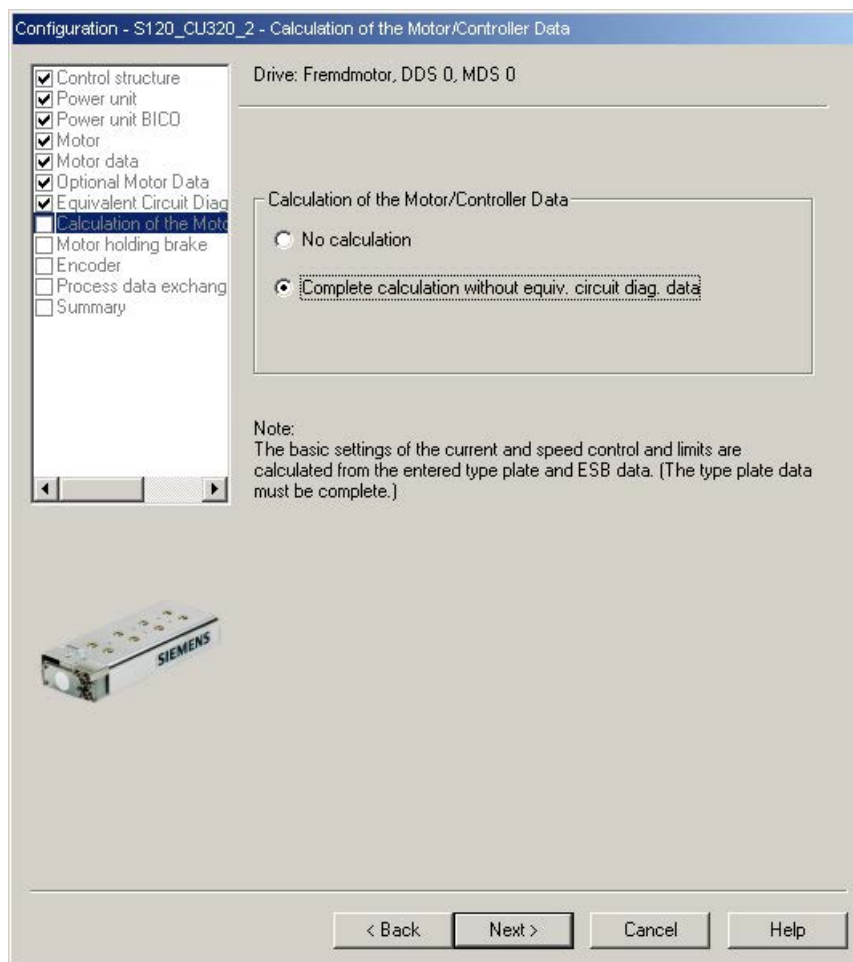 Configuration - S120_CU320_2 - Calculation of the Motor/Controller Data
Control structure
Power unit
Power unit BICO
Motor
Motor data
Optional Motor Data
Equivalent Circuit Diag
Calculation of the Moto
Motor holding brake
Encoder
Process data exchang
Summary
Drive: Fremdmotor, DDS 0, MDS 0
Calculation of the Motor/Controller Data
No calculation
Complete calculation without equiv. circuit diag. data
Note:
The basic settings of the current and speed control and limits are
calculated from the entered type plate and ESB data. (The type plate data
must be complete.)
SIEMENS
< Back
Next >
Cancel
Help